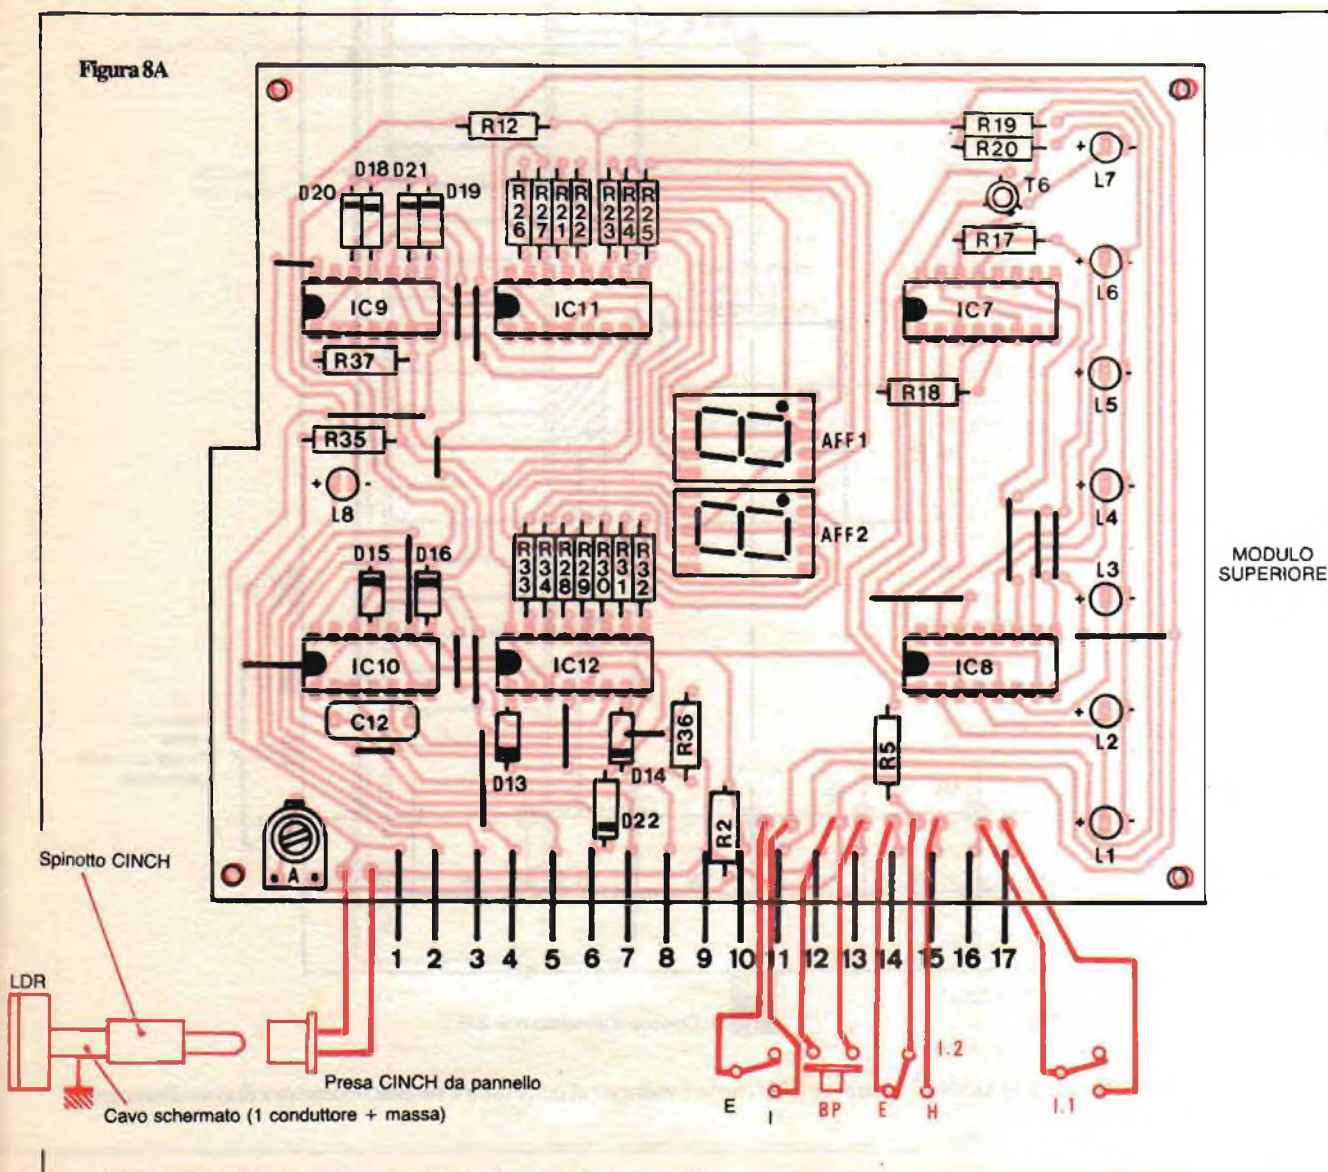 Figura 8A
R12
R19
R20
L7
D18 D21
D20
D19
R26
R27
R21
R22
R23
R24
R25
T6
R17
L6
IC9
IC11
IC7
R37
R18
L5
R35
AFF1
L8
L4
AFF2
D15
D16
R33
R34
R28
R29
R30
R31
R32
MODULO
SUPERIORE
L3
IC10
IC12
IC8
C12
R36
R5
L2
D13
D14
D22
R2
L1
A
Spinotto CINCH
1 2 3 4 5 6 7 8 9 10 11 12 13 14 15 16 17
LDR
Presa CINCH da pannello
Cavo schermato (1 conduttore + massa)
E
I
BP
E
I.2
H
I.1